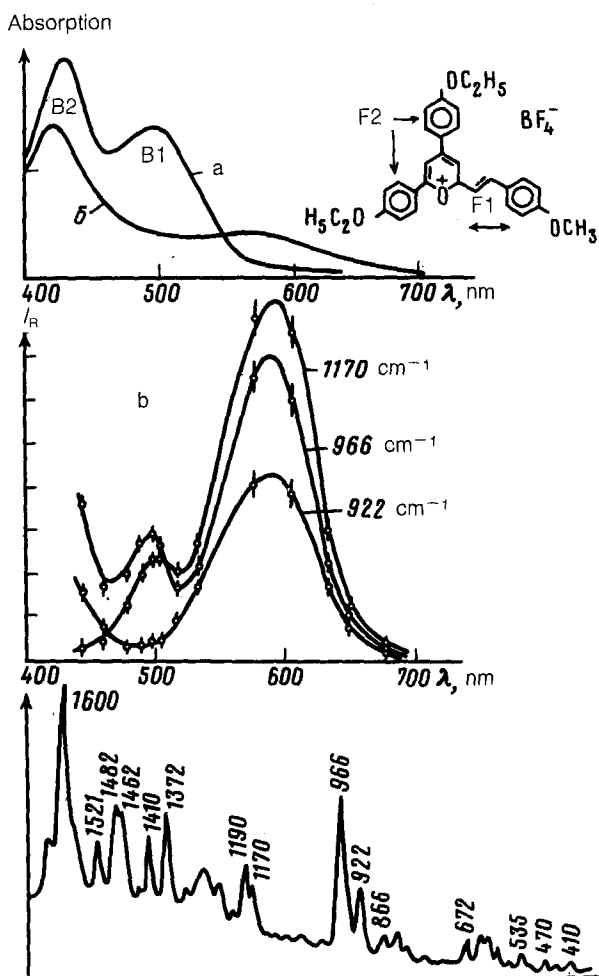 Absorption
B2
B1
a
б
F2
OC₂H₅
BF₄⁻
O
+
F1
H₅C₂O
OCH₃
400 500 600 700 λ, nm
I_R
b
1170 cm⁻¹
966 cm⁻¹
922 cm⁻¹
400 500 600 700 λ, nm
1600
1521
1482
1462
1410
1372
1190
1170
966
922
866
672
535
470
410